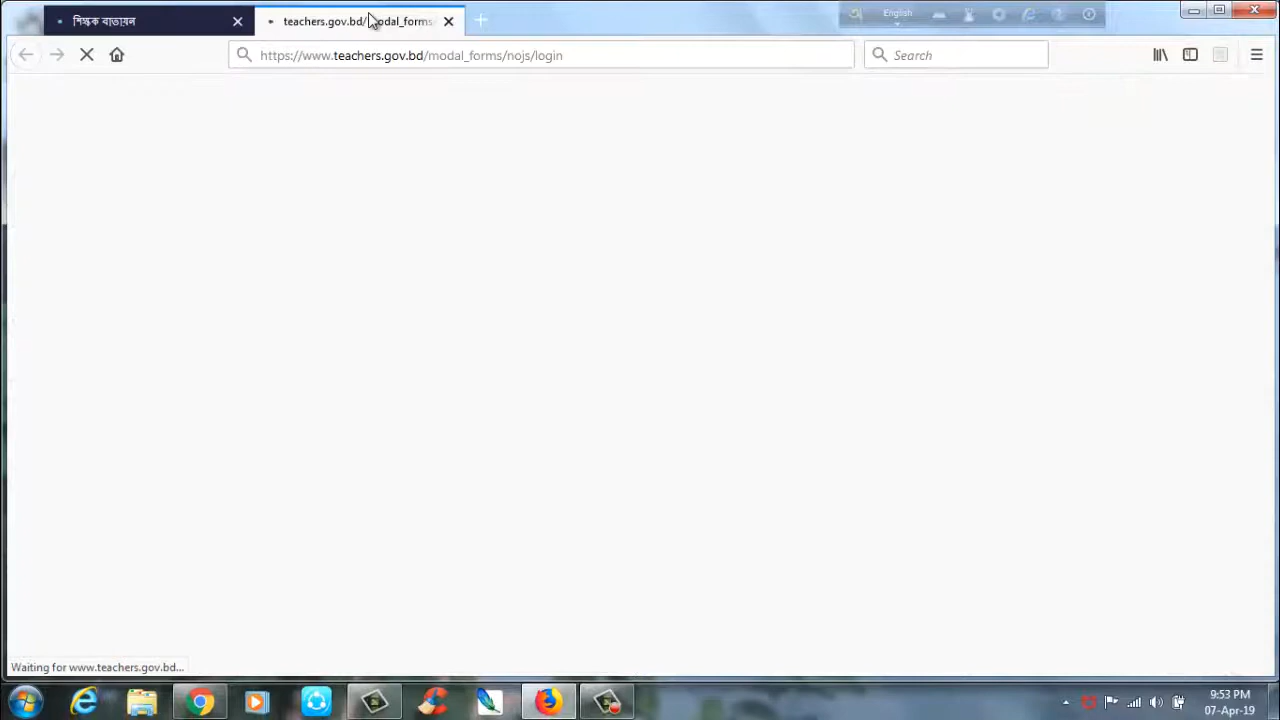 শিক্ষক বাতায়ন
teachers.gov.bd/modal_forms
English
https://www.teachers.gov.bd/modal_forms/nojs/login
Search
Waiting for www.teachers.gov.bd...
9:53 PM
07-Apr-19